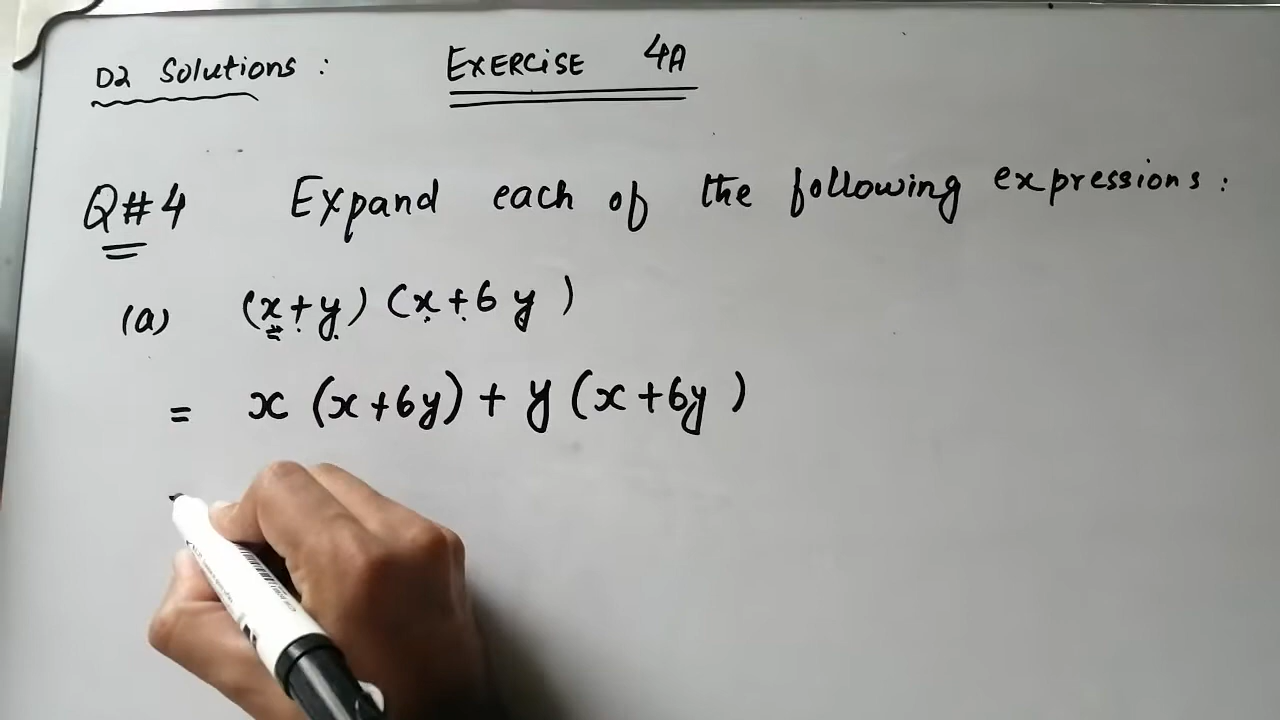 D2 Solutions : EXERCISE 4A
Q#4 Expand each of the following expressions :
(a) (x+y) (x+6y)
= x (x+6y) + y (x+6y)